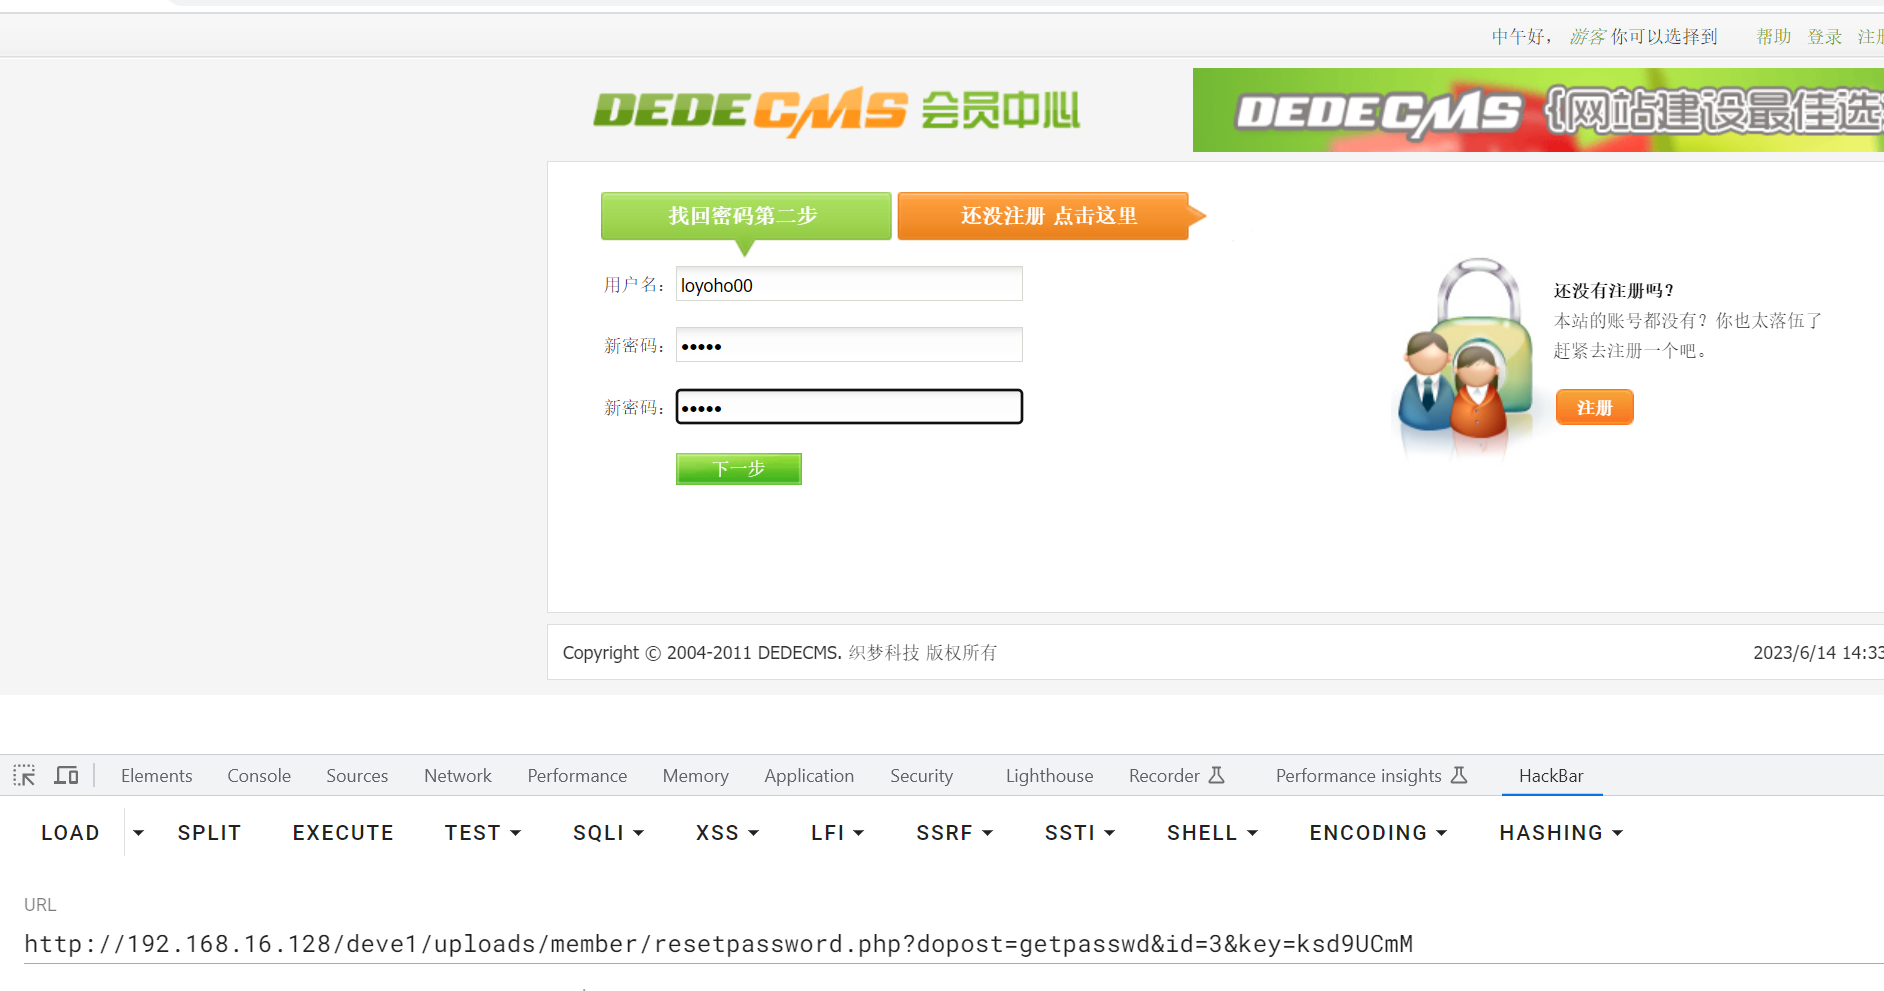 中午好， 游客 你可以选择到 帮助 登录
DEDECMS 会员中心
DEDECMS {网站建设最佳选
找回密码第二步
还没注册 点击这里
用户名： loyoho00
新密码： •••••
新密码： •••••
下一步
还没有注册吗？
本站的账号都没有？你也太落伍了
赶紧去注册一个吧。
注册
Copyright © 2004-2011 DEDECMS. 织梦科技 版权所有
2023/6/14 14:33
Elements Console Sources Network Performance Memory Application Security Lighthouse Recorder Performance insights HackBar
LOAD SPLIT EXECUTE TEST SQLI XSS LFI SSRF SSTI SHELL ENCODING HASHING
URL
http://192.168.16.128/deve1/uploads/member/resetpassword.php?dopost=getpasswd&id=3&key=ksd9UCmM